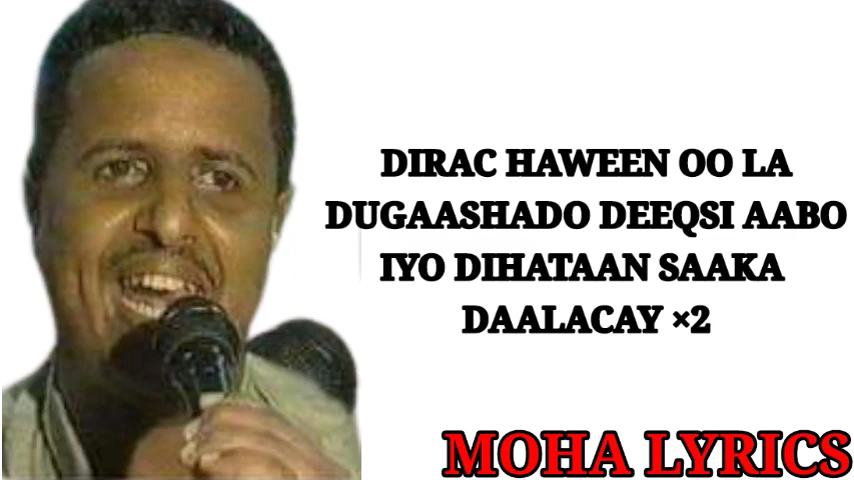 DIRAC HAWEEN OO LA
DUGAASHADO DEEQSI AABO
IYO DIHATAAN SAAKA
DAALACAY ×2
MOHA LYRICS